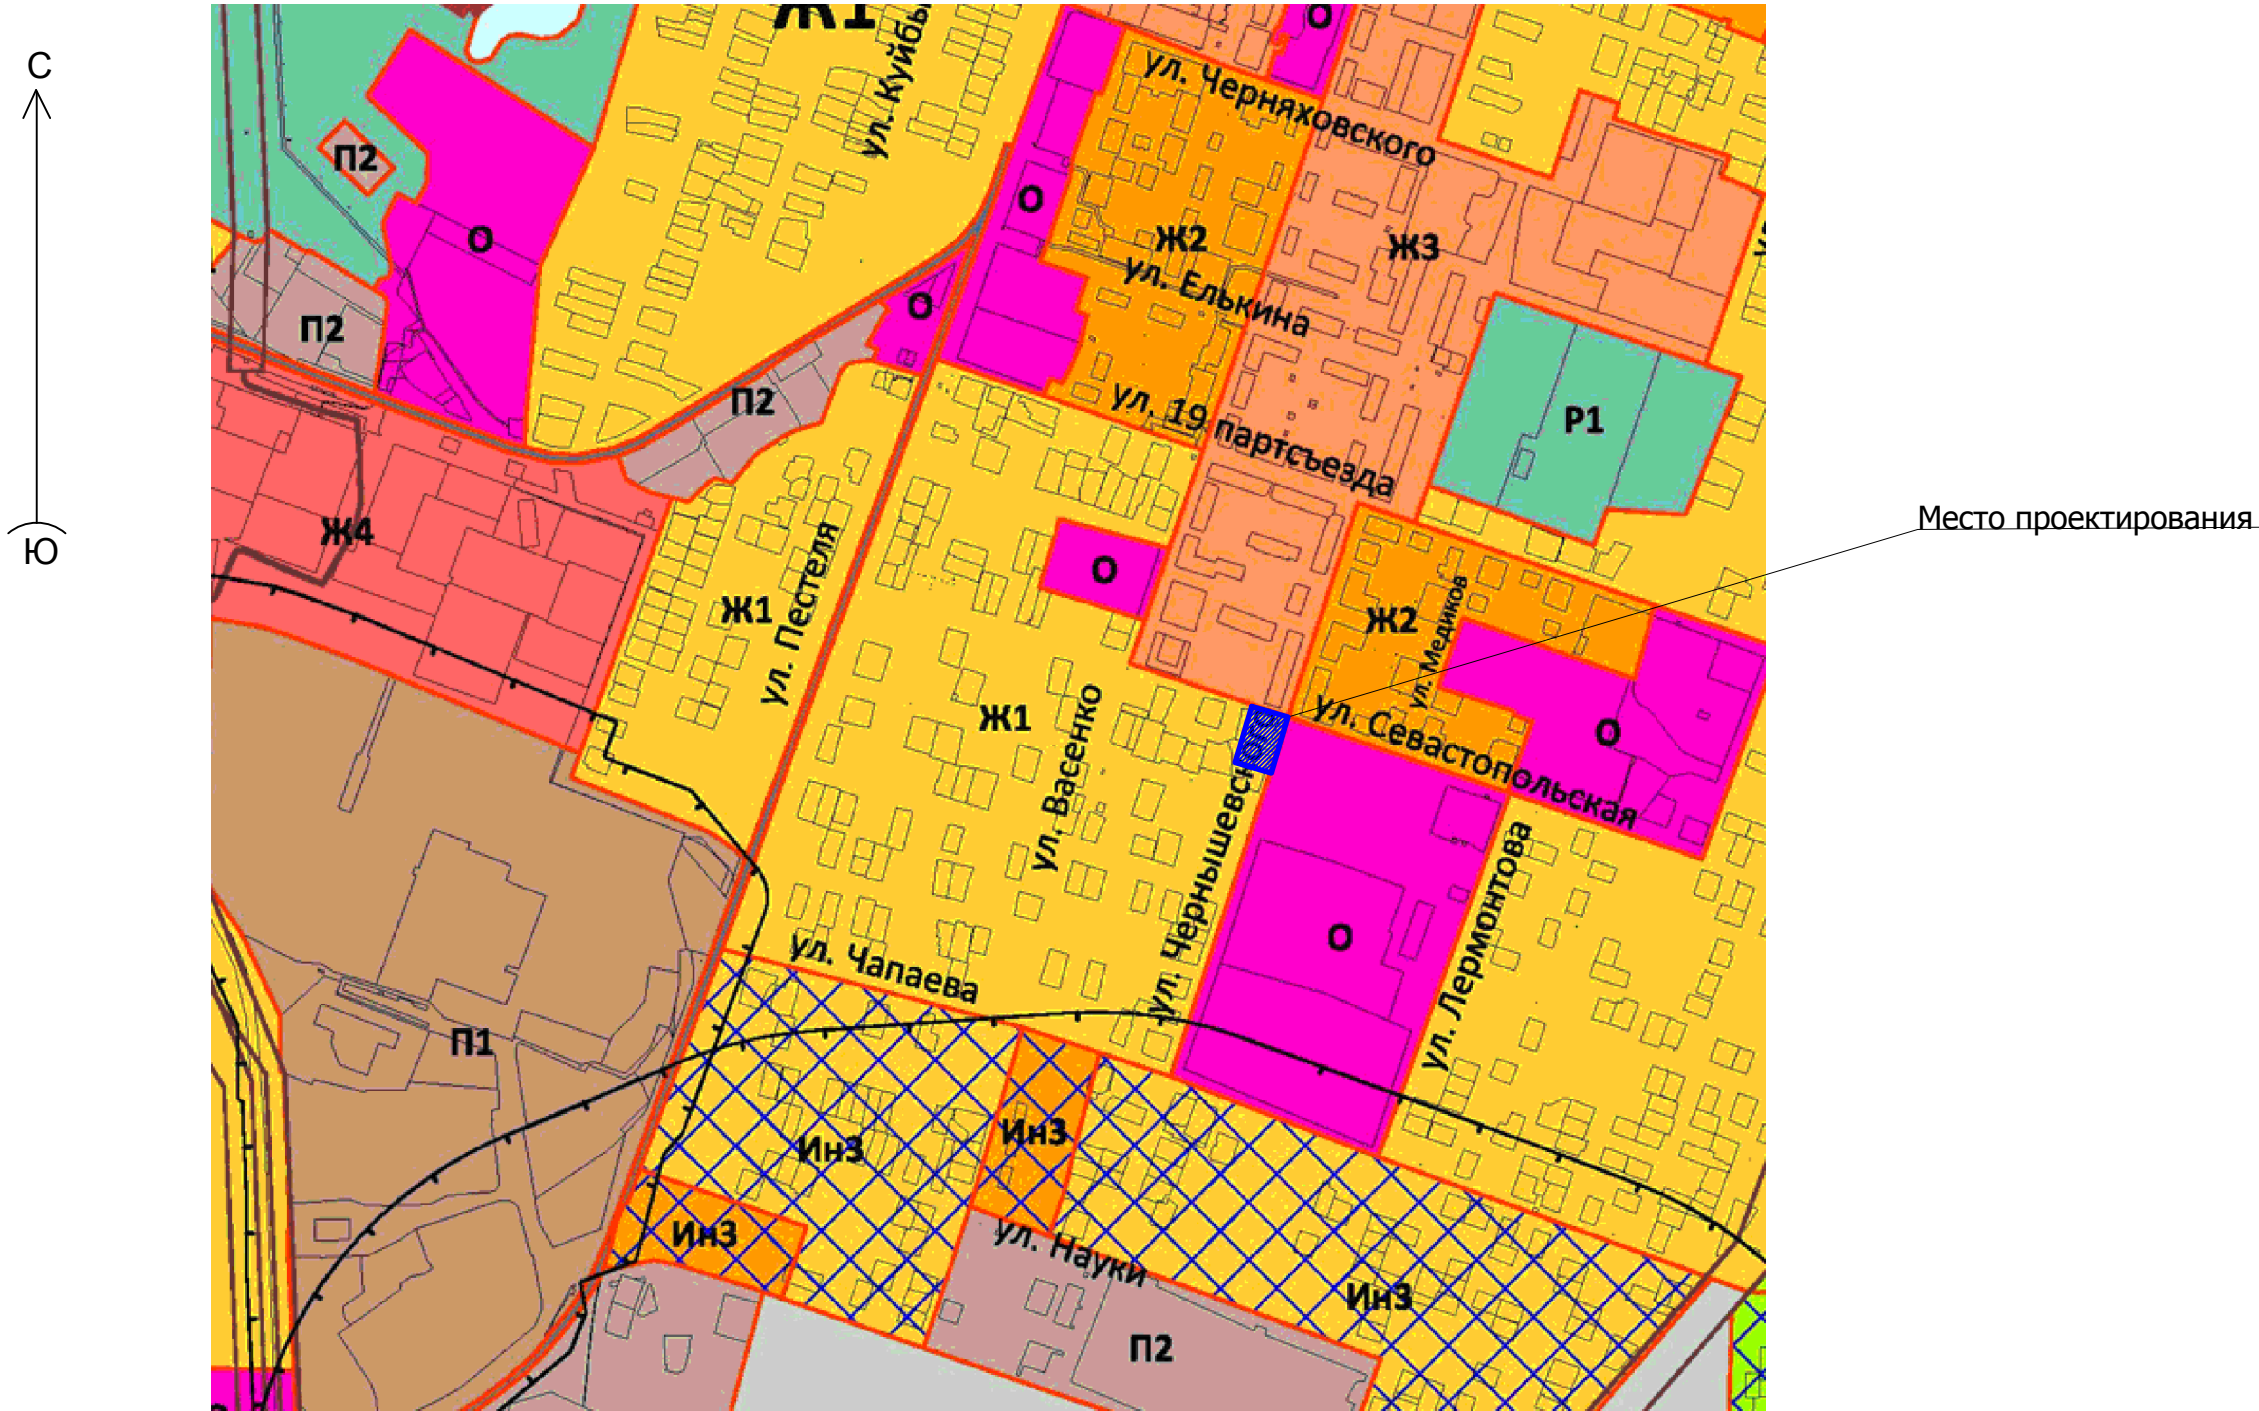 Ж1
О
С
ул. Куйбы
ул. Черняховского
П2
О
О
Ж2
Ж3
ул. Елькина
О
П2
П2
ул. 19 партсъезда
Р1
Ж4
Место проектирования
Ю
О
Ж1
ул. Пестеля
Ж2
ул. Медиков
ул. Васенко
Ж1
ул. Севастопольская
О
ул. Чернышевского
ул. Лермонтова
О
ул. Чапаева
П1
Ин3
Ин3
Ин3
ул. Науки
Ин3
П2